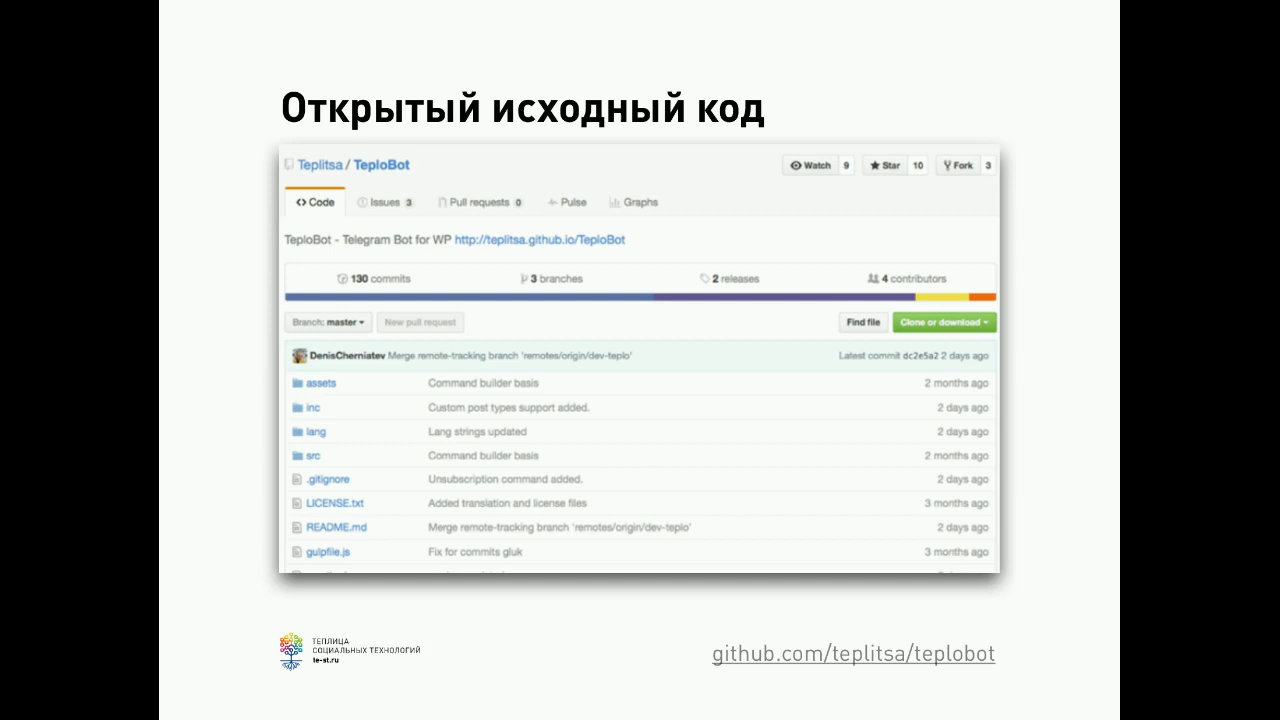 Открытый исходный код
Teplitsa / TeploBot
Watch 9 Star 10 Fork 3
Code Issues 3 Pull requests 0 Pulse Graphs
TeploBot - Telegram Bot for WP http://teplitsa.github.io/TeploBot
130 commits 3 branches 2 releases 4 contributors
Branch: master New pull request Find file Clone or download
DenisCherniatev Merge remote-tracking branch 'remotes/origin/dev-teplo' Latest commit dc2e5a2 2 days ago
assets Command builder basis 2 months ago
inc Custom post types support added. 2 days ago
lang Lang strings updated 2 days ago
src Command builder basis 2 months ago
.gitignore Unsubscription command added. 2 days ago
LICENSE.txt Added translation and license files 3 months ago
README.md Merge remote-tracking branch 'remotes/origin/dev-teplo' 2 days ago
gulpfile.js Fix for commits gluk 3 months ago
ТЕПЛИЦА
СОЦИАЛЬНЫХ ТЕХНОЛОГИЙ
te-st.ru
github.com/teplitsa/teplobot